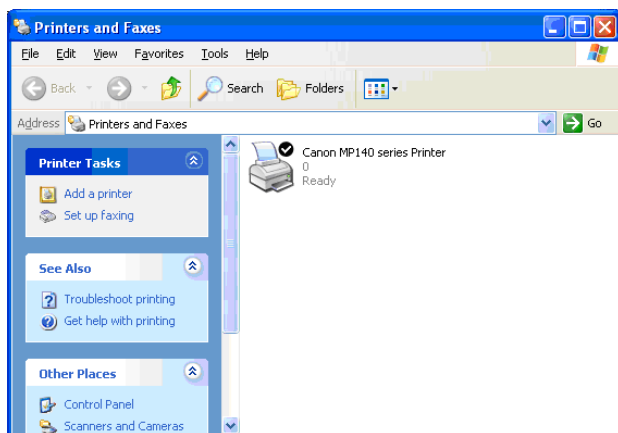 Printers and Faxes
File Edit View Favorites Tools Help
Back Search Folders
Address Printers and Faxes Go
Printer Tasks
Add a printer
Set up faxing
See Also
Troubleshoot printing
Get help with printing
Other Places
Control Panel
Scanners and Cameras
Canon MP140 series Printer
0
Ready